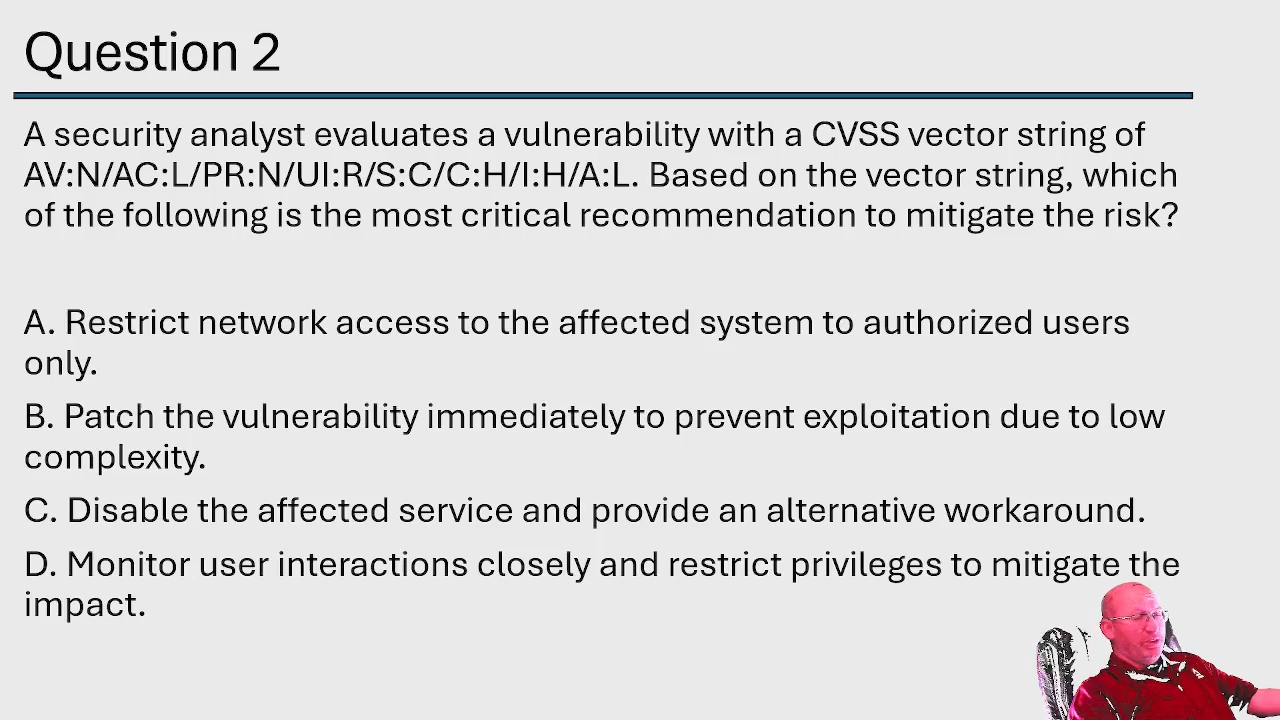 Question 2
A security analyst evaluates a vulnerability with a CVSS vector string of
AV:N/AC:L/PR:N/UI:R/S:C/C:H/I:H/A:L. Based on the vector string, which
of the following is the most critical recommendation to mitigate the risk?
A. Restrict network access to the affected system to authorized users
only.
B. Patch the vulnerability immediately to prevent exploitation due to low
complexity.
C. Disable the affected service and provide an alternative workaround.
D. Monitor user interactions closely and restrict privileges to mitigate the
impact.